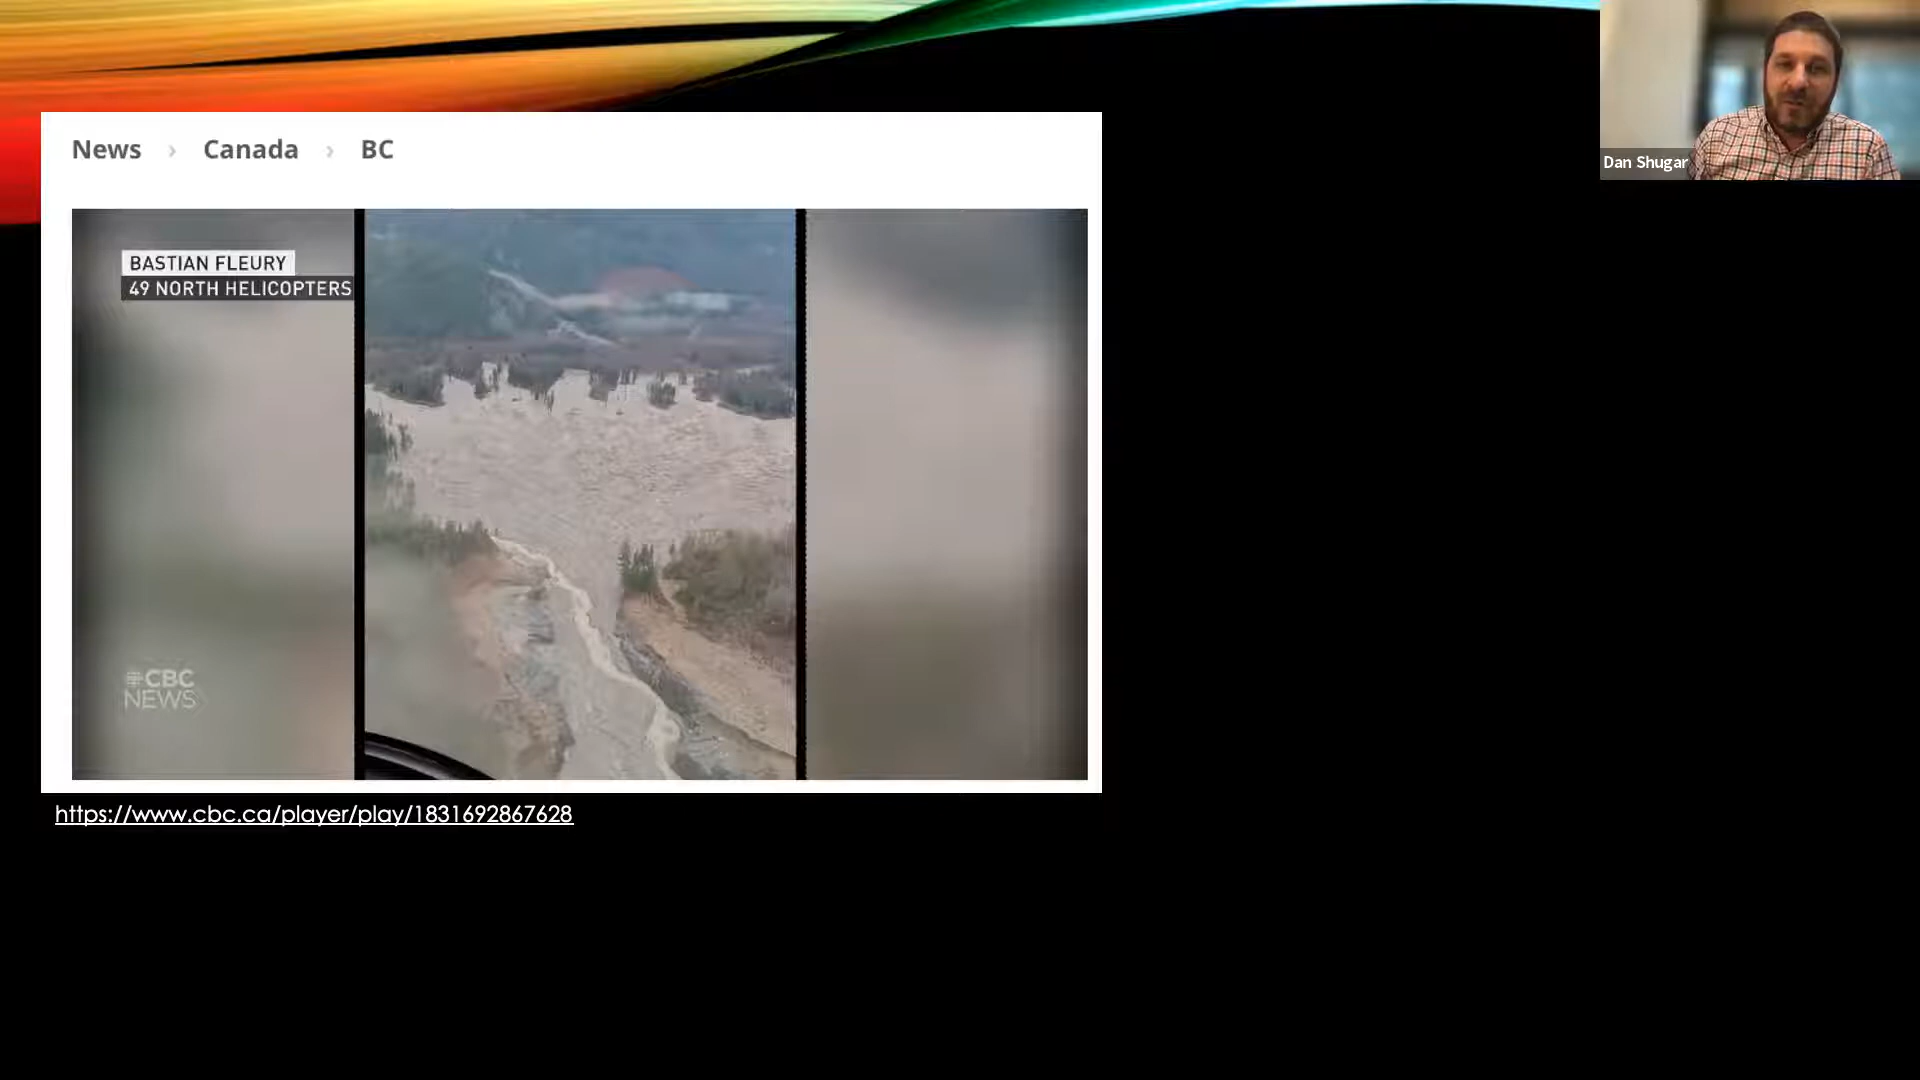 News › Canada › BC
BASTIAN FLEURY
49 NORTH HELICOPTERS
CBC
NEWS
https://www.cbc.ca/player/play/1831692867628
Dan Shugar